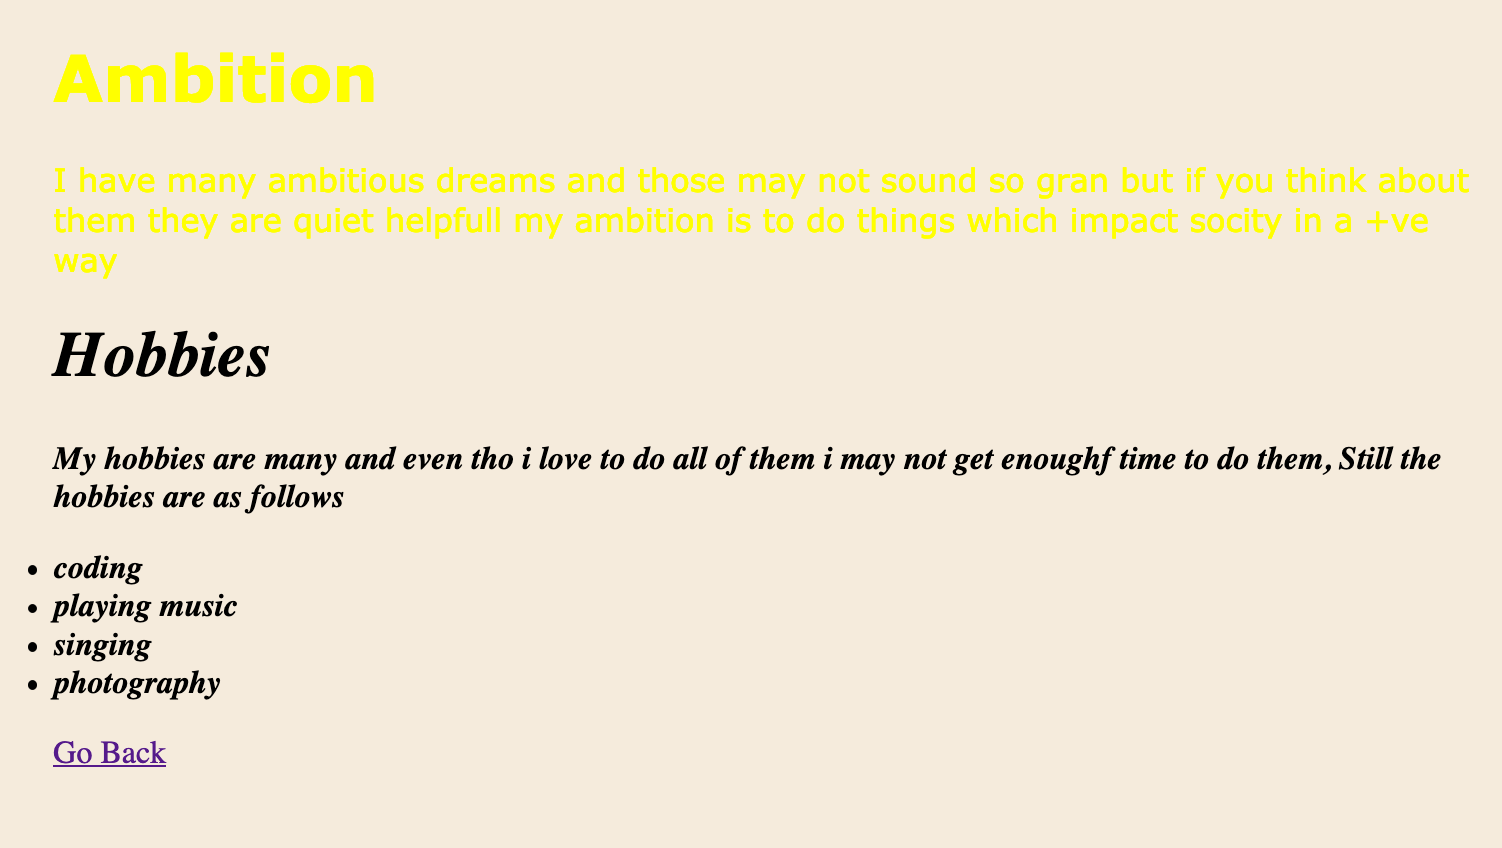 Ambition
I have many ambitious dreams and those may not sound so gran but if you think about
them they are quiet helpfull my ambition is to do things which impact socity in a +ve
way
Hobbies
My hobbies are many and even tho i love to do all of them i may not get enoughf time to do them, Still the
hobbies are as follows
• coding
• playing music
• singing
• photography
Go Back